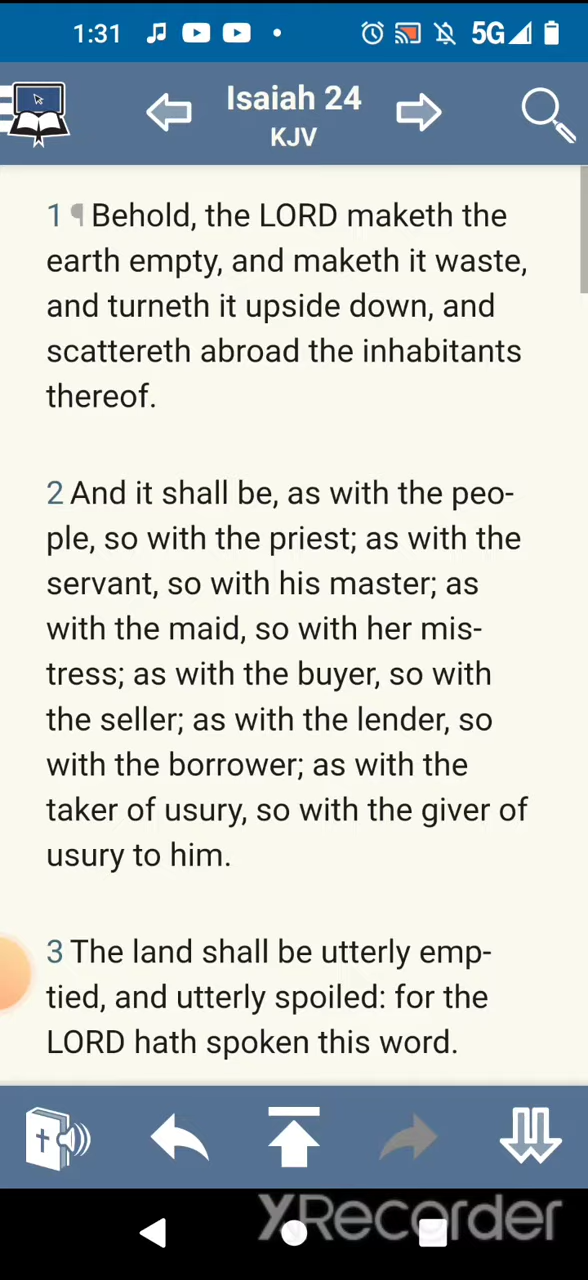 1:31 5G
Isaiah 24
KJV
1 ¶ Behold, the LORD maketh the
earth empty, and maketh it waste,
and turneth it upside down, and
scattereth abroad the inhabitants
thereof.
2 And it shall be, as with the peo-
ple, so with the priest; as with the
servant, so with his master; as
with the maid, so with her mis-
tress; as with the buyer, so with
the seller; as with the lender, so
with the borrower; as with the
taker of usury, so with the giver of
usury to him.
3 The land shall be utterly emp-
tied, and utterly spoiled: for the
LORD hath spoken this word.
XRecorder